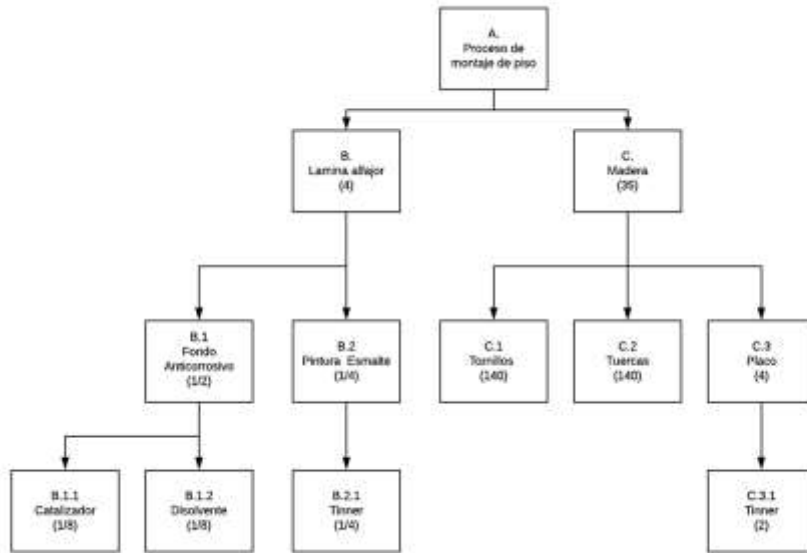 A.
Proceso de
montaje de piso
B.
Lamina alfajor
(4)
C.
Madera
(35)
B.1
Fondo
Anticorrosivo
(1/2)
B.2
Pintura Esmalte
(1/4)
C.1
Tornillos
(140)
C.2
Tuercas
(140)
C.3
Placo
(4)
B.1.1
Catalizador
(1/8)
B.1.2
Disolvente
(1/8)
B.2.1
Tinner
(1/4)
C.3.1
Tinner
(2)